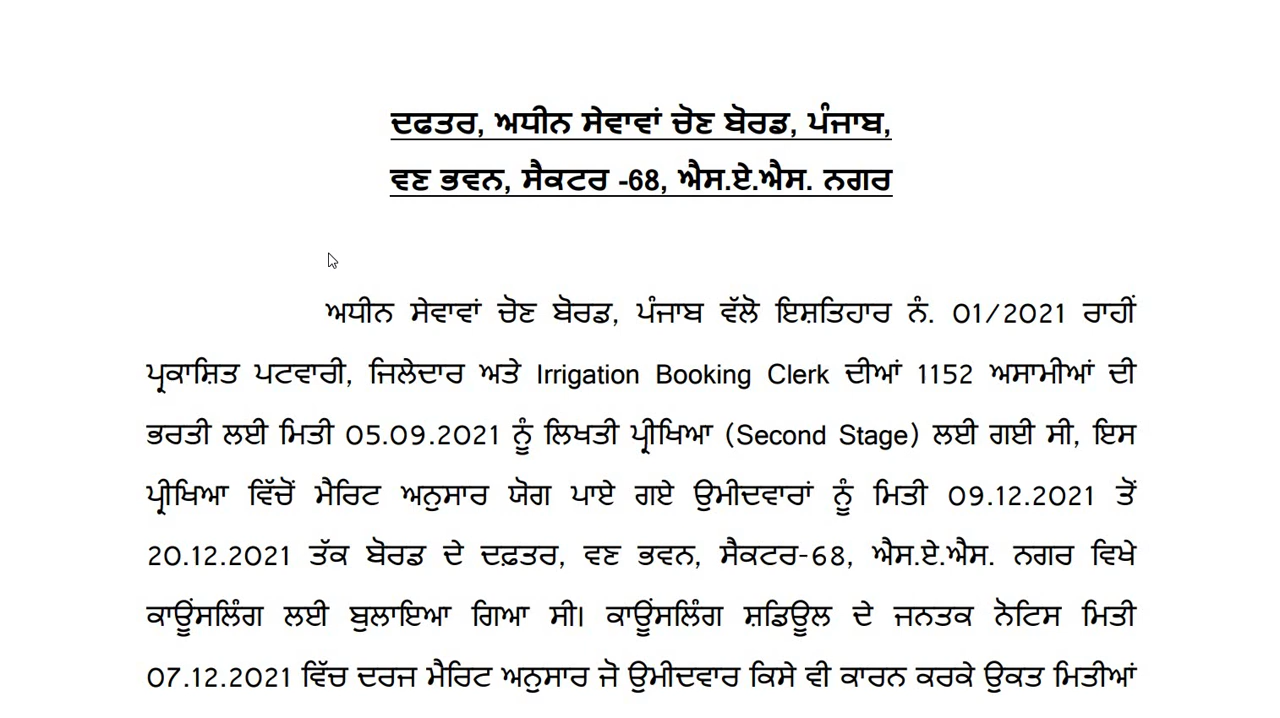 ਦਫਤਰ, ਅਧੀਨ ਸੇਵਾਵਾਂ ਚੋਣ ਬੋਰਡ, ਪੰਜਾਬ,
ਵਣ ਭਵਨ, ਸੈਕਟਰ -68, ਐਸ.ਏ.ਐਸ. ਨਗਰ
ਅਧੀਨ ਸੇਵਾਵਾਂ ਚੋਣ ਬੋਰਡ, ਪੰਜਾਬ ਵੱਲੋ ਇਸ਼ਤਿਹਾਰ ਨੰ. 01/2021 ਰਾਹੀਂ
ਪ੍ਰਕਾਸ਼ਿਤ ਪਟਵਾਰੀ, ਜਿਲੇਦਾਰ ਅਤੇ Irrigation Booking Clerk ਦੀਆਂ 1152 ਅਸਾਮੀਆਂ ਦੀ
ਭਰਤੀ ਲਈ ਮਿਤੀ 05.09.2021 ਨੂੰ ਲਿਖਤੀ ਪ੍ਰੀਖਿਆ (Second Stage) ਲਈ ਗਈ ਸੀ, ਇਸ
ਪ੍ਰੀਖਿਆ ਵਿੱਚੋਂ ਮੈਰਿਟ ਅਨੁਸਾਰ ਯੋਗ ਪਾਏ ਗਏ ਉਮੀਦਵਾਰਾਂ ਨੂੰ ਮਿਤੀ 09.12.2021 ਤੋਂ
20.12.2021 ਤੱਕ ਬੋਰਡ ਦੇ ਦਫ਼ਤਰ, ਵਣ ਭਵਨ, ਸੈਕਟਰ-68, ਐਸ.ਏ.ਐਸ. ਨਗਰ ਵਿਖੇ
ਕਾਊਂਸਲਿੰਗ ਲਈ ਬੁਲਾਇਆ ਗਿਆ ਸੀ। ਕਾਊਂਸਲਿੰਗ ਸ਼ਡਿਊਲ ਦੇ ਜਨਤਕ ਨੋਟਿਸ ਮਿਤੀ
07.12.2021 ਵਿੱਚ ਦਰਜ ਮੈਰਿਟ ਅਨੁਸਾਰ ਜੋ ਉਮੀਦਵਾਰ ਕਿਸੇ ਵੀ ਕਾਰਨ ਕਰਕੇ ਉਕਤ ਮਿਤੀਆਂ